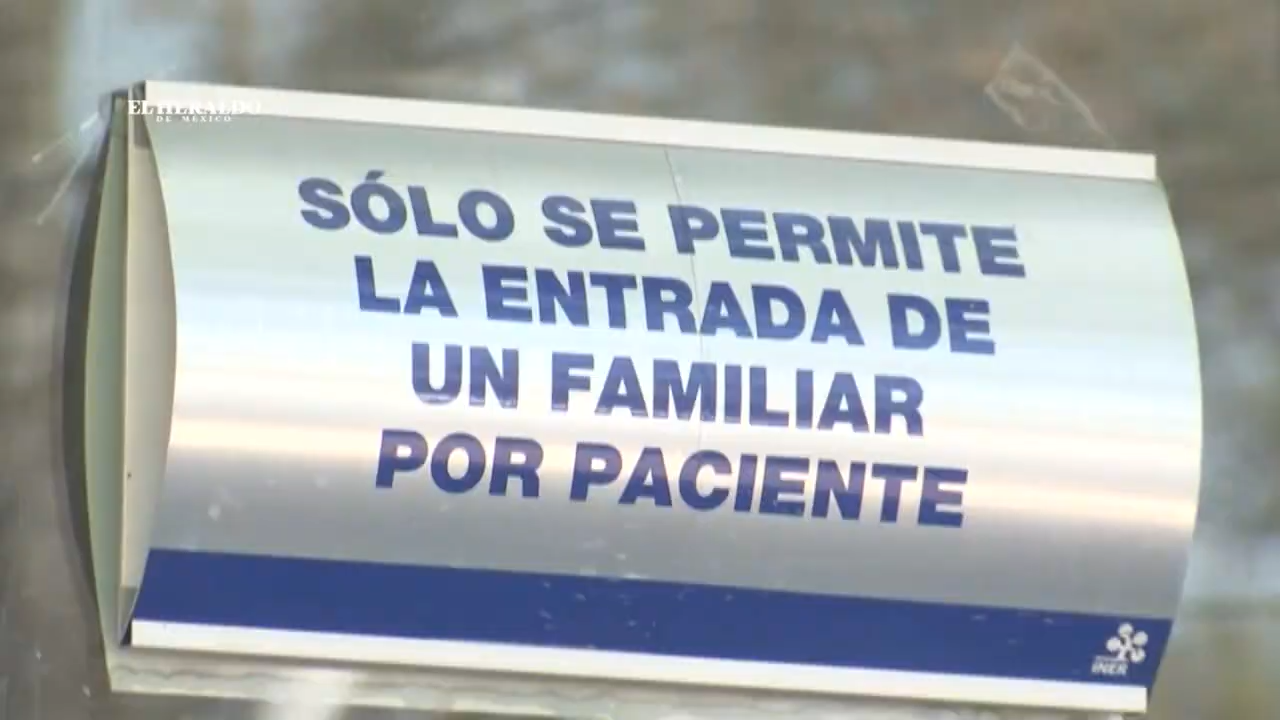 EL HERALDO
DE MÉXICO
SÓLO SE PERMITE
LA ENTRADA DE
UN FAMILIAR
POR PACIENTE
INER